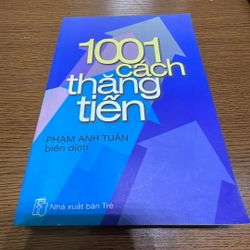 1001
cách
thăng
tiến
PHẠM ANH TUẤN
biên dịch
Nhà xuất bản Trẻ